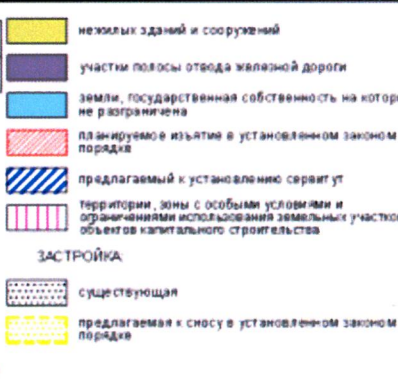 нежилых зданий и сооружений
участки полосы отвода железной дороги
земли, государственная собственность на котор
не разграничена
планируемое изъятие в установленном законом
порядке
предлагаемый к установлению сервитут
территории, зоны с особыми условиями и
ограничениями использования земельных участко
объектов капитального строительства
ЗАСТРОЙКА:
существующая
предлагаемая к сносу в установленном законом
порядке